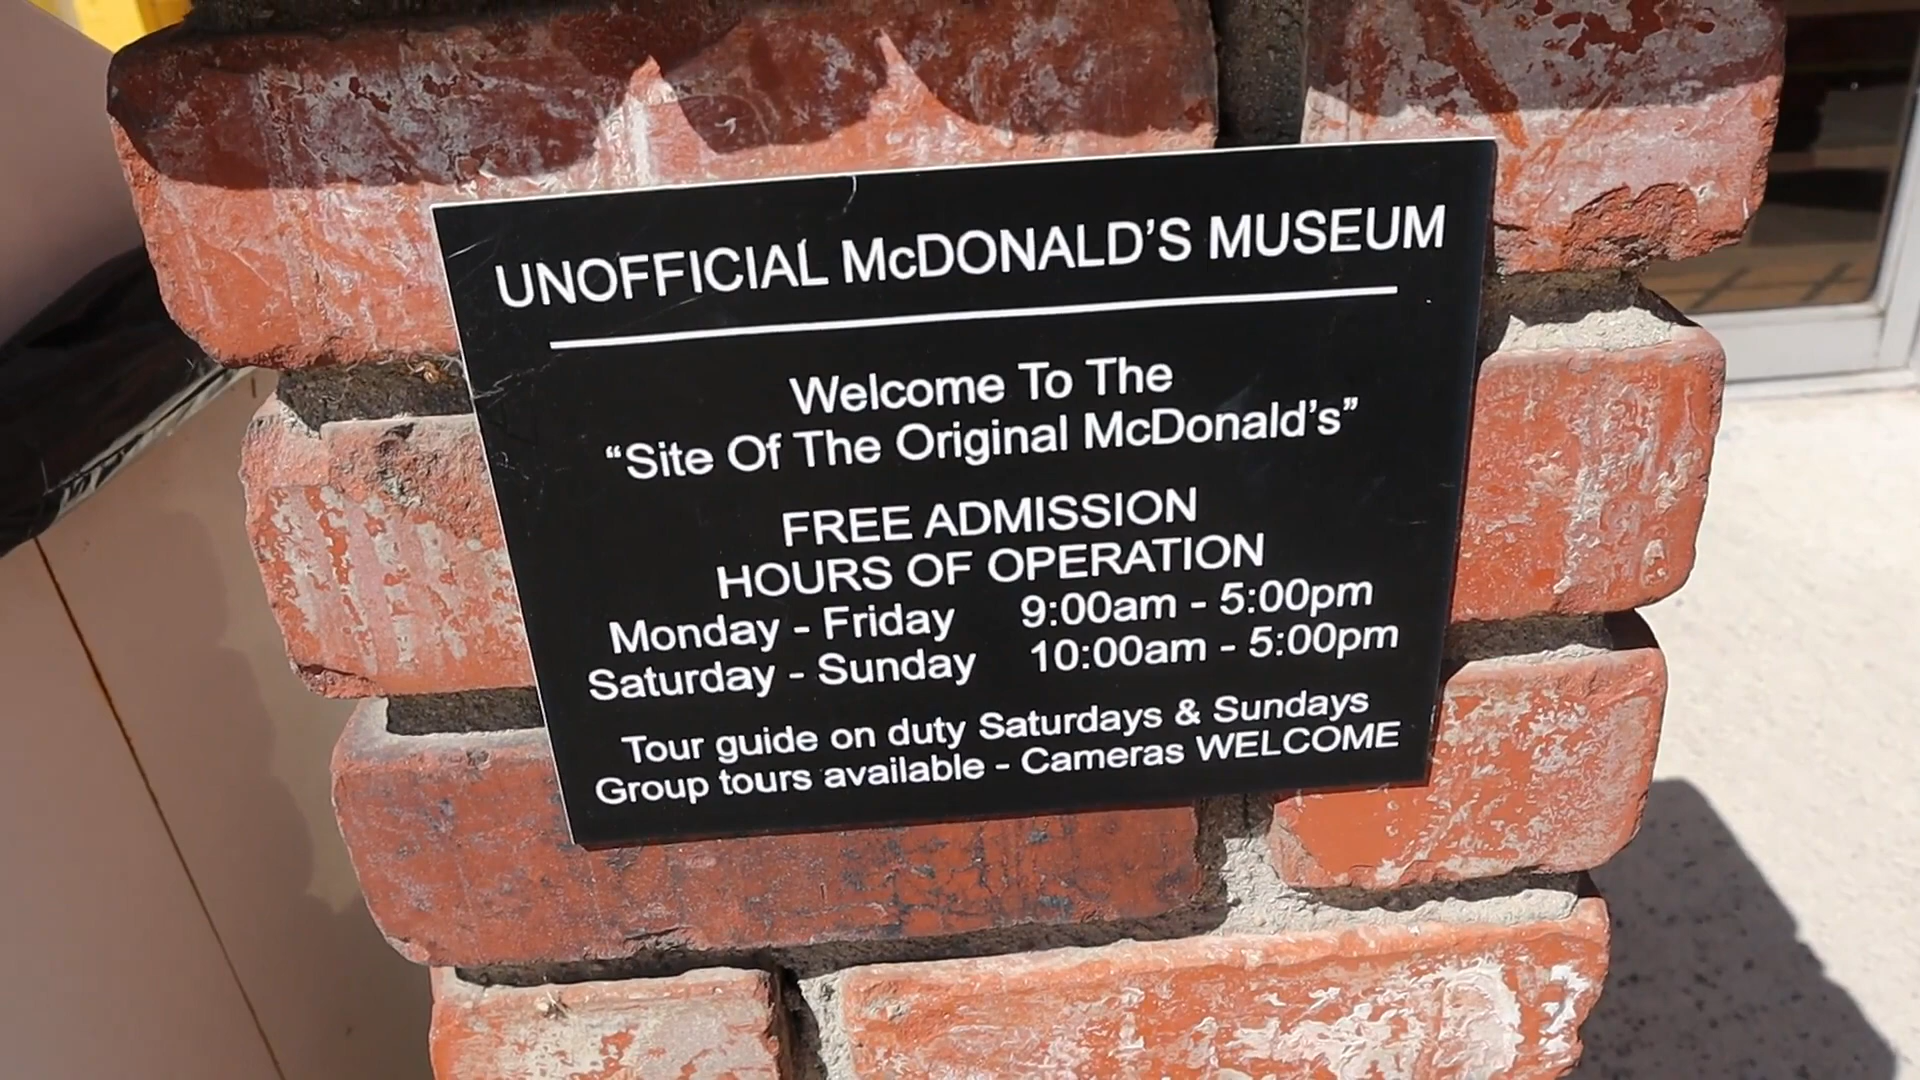 UNOFFICIAL McDONALD'S MUSEUM
Welcome To The
“Site Of The Original McDonald's”
FREE ADMISSION
HOURS OF OPERATION
Monday - Friday 9:00am - 5:00pm
Saturday - Sunday 10:00am - 5:00pm
Tour guide on duty Saturdays & Sundays
Group tours available - Cameras WELCOME